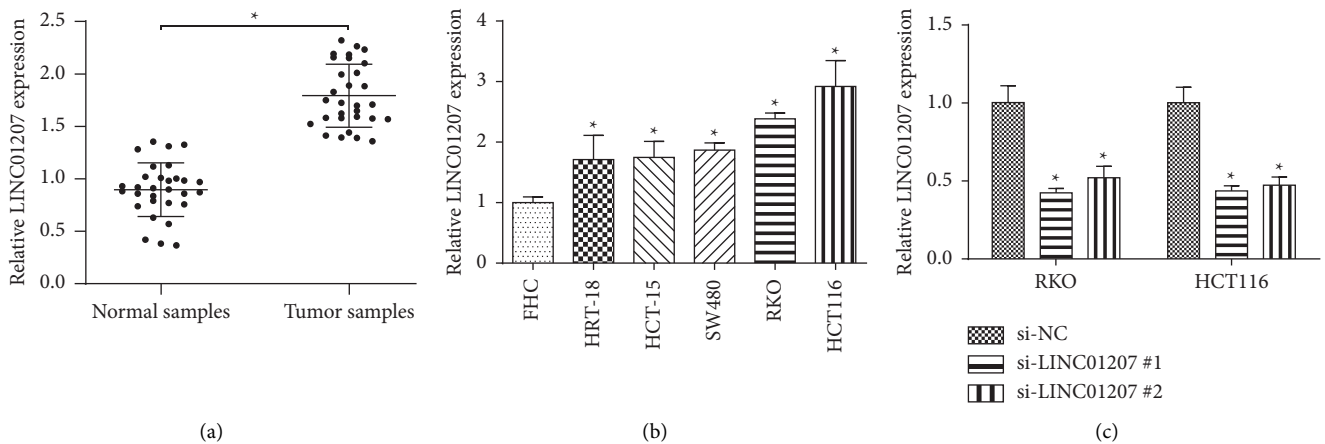 Relative LINC01207 expression
2.5
2.0
1.5
1.0
0.5
0.0
*
Normal samples
Tumor samples
(a)
Relative LINC01207 expression
4
3
2
1
0
*
*
*
*
*
FHC
HRT-18
HCT-15
SW480
RKO
HCT116
(b)
Relative LINC01207 expression
1.5
1.0
0.5
0.0
*
*
*
*
RKO
HCT116
si-NC
si-LINC01207 #1
si-LINC01207 #2
(c)